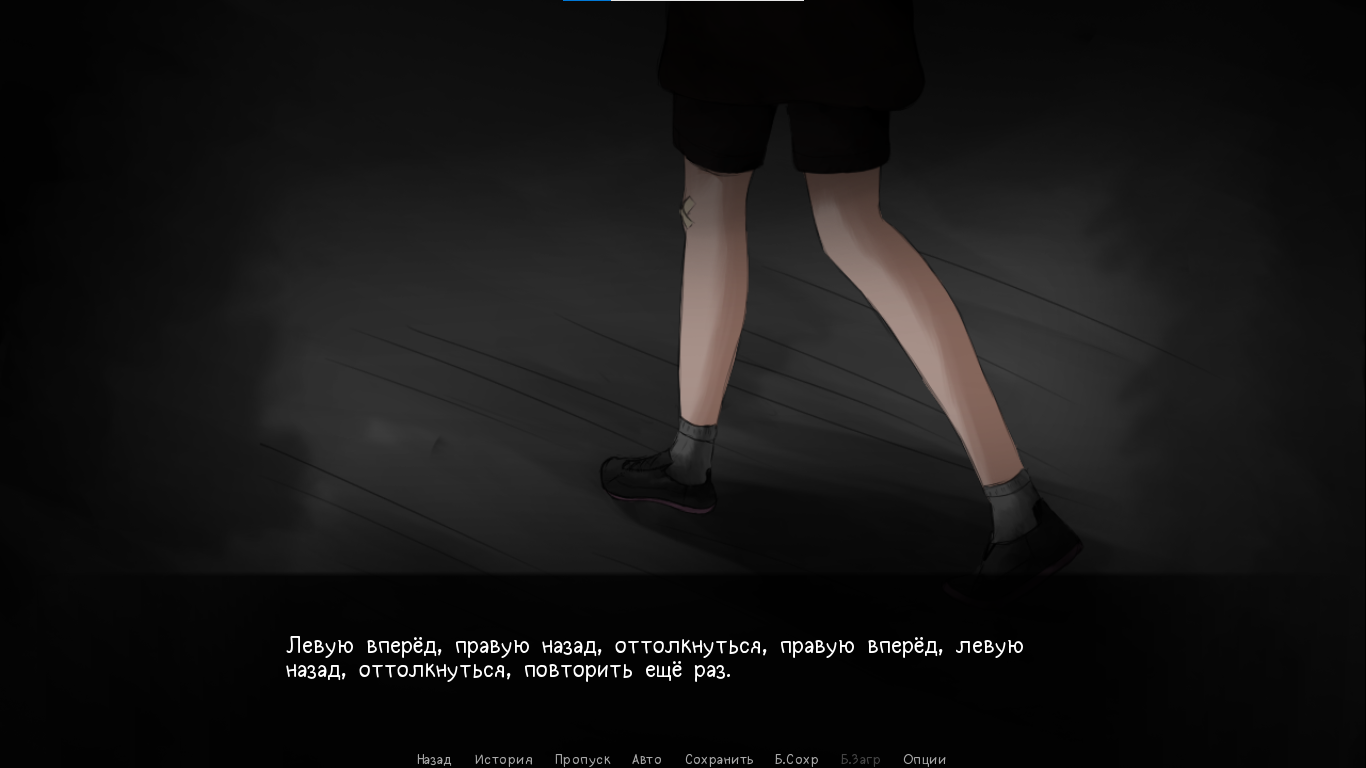 Левую вперёд, правую назад, оттолкнуться, правую вперёд, левую
назад, оттолкнуться, повторить ещё раз.
Назад История Пропуск Авто Сохранить Б.Сохр Б.Загр Опции